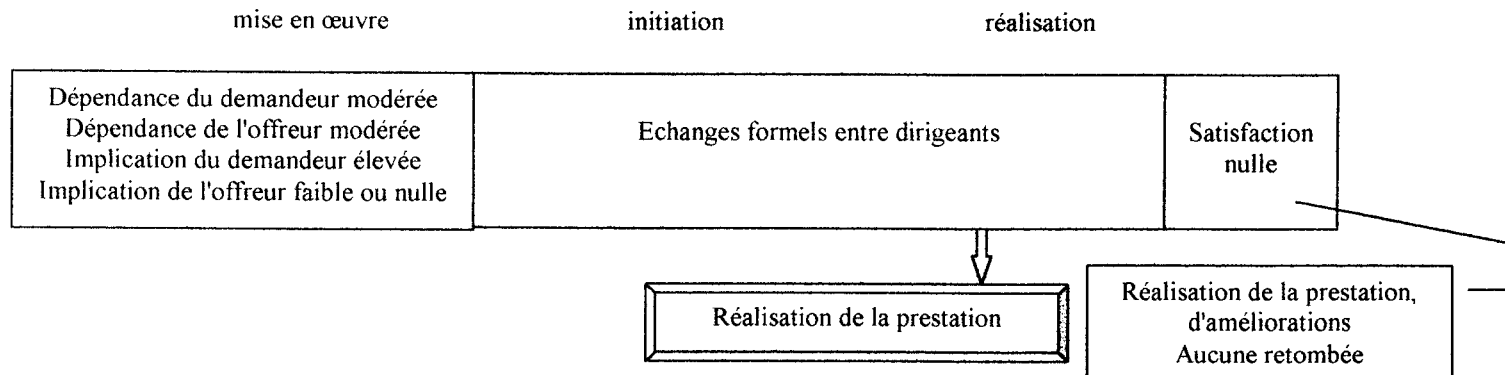 mise en œuvre initiation réalisation
Dépendance du demandeur modérée
Dépendance de l'offreur modérée
Implication du demandeur élevée
Implication de l'offreur faible ou nulle
Echanges formels entre dirigeants
Satisfaction
nulle
Réalisation de la prestation
Réalisation de la prestation,
d'améliorations
Aucune retombée